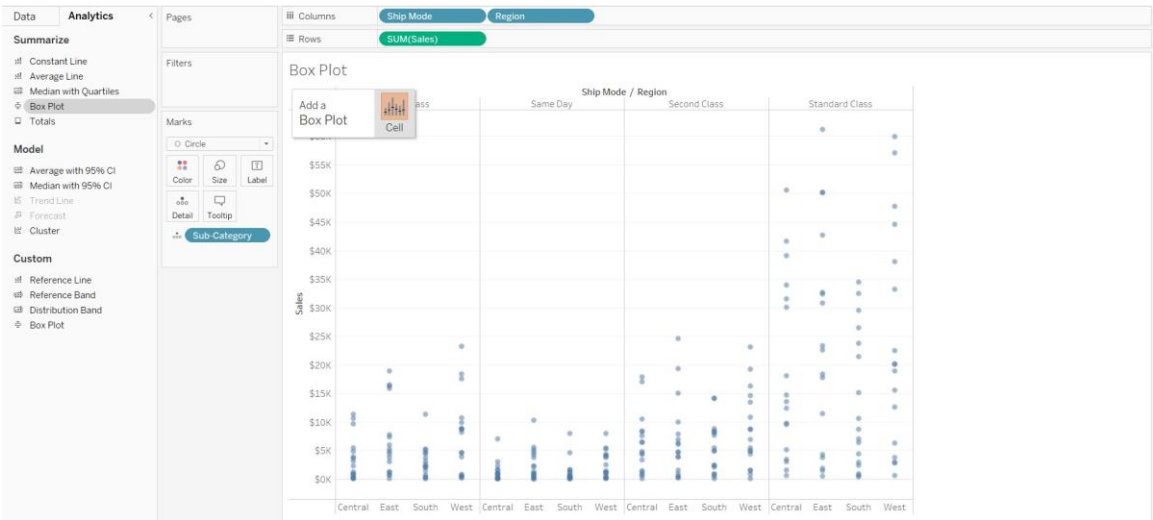 Data Analytics
Summarize
Constant Line
Average Line
Median with Quartiles
Box Plot
Totals
Model
Average with 95% CI
Median with 95% CI
Trend Line
Forecast
Cluster
Custom
Reference Line
Reference Band
Distribution Band
Box Plot
Pages
Filters
Marks
Circle
Color Size Label
Detail Tooltip
Sub-Category
Columns Ship Mode Region
Rows SUM(Sales)
Box Plot
Add a
Box Plot
Cell
Ship Mode / Region
Same Day Second Class Standard Class
Sales
$55K
$50K
$45K
$40K
$35K
$30K
$25K
$20K
$15K
$10K
$5K
$0K
Central East South West Central East South West Central East South West Central East South West